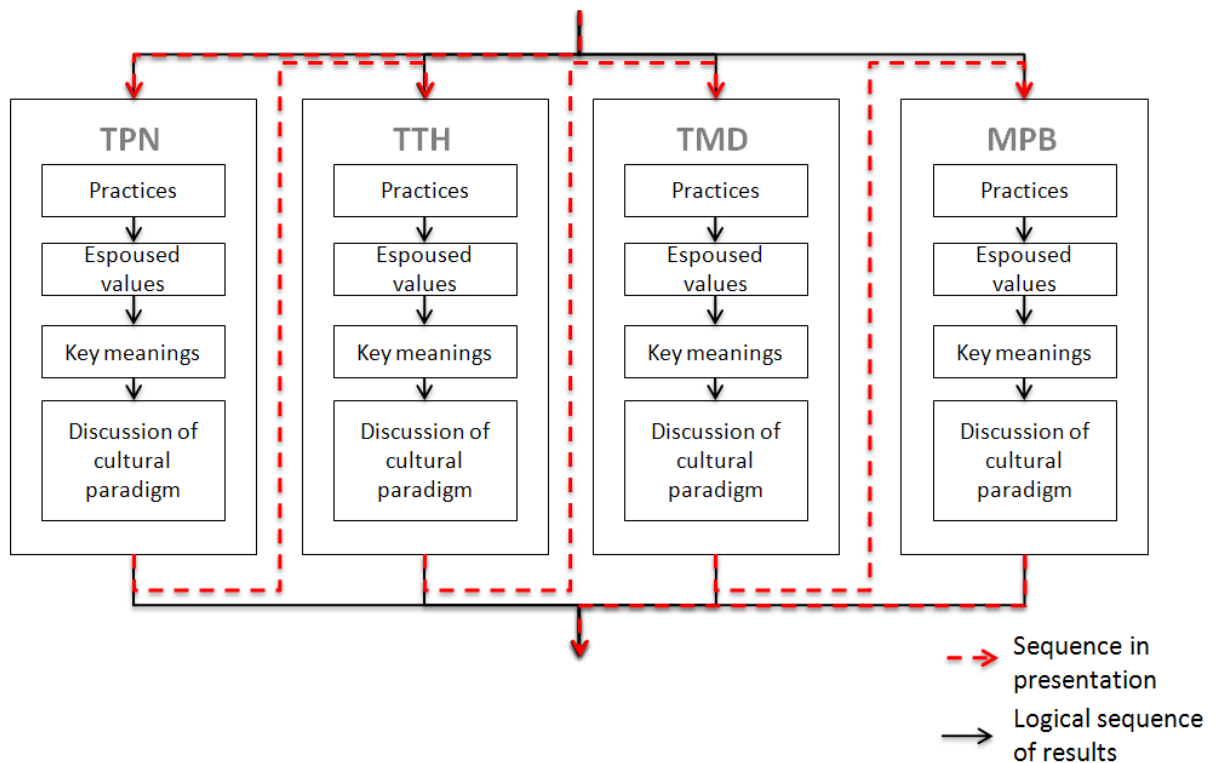 TPN
Practices
Espoused
values
Key meanings
Discussion of
cultural
paradigm
TTH
Practices
Espoused
values
Key meanings
Discussion of
cultural
paradigm
TMD
Practices
Espoused
values
Key meanings
Discussion of
cultural
paradigm
MPB
Practices
Espoused
values
Key meanings
Discussion of
cultural
paradigm
Sequence in
presentation
Logical sequence
of results